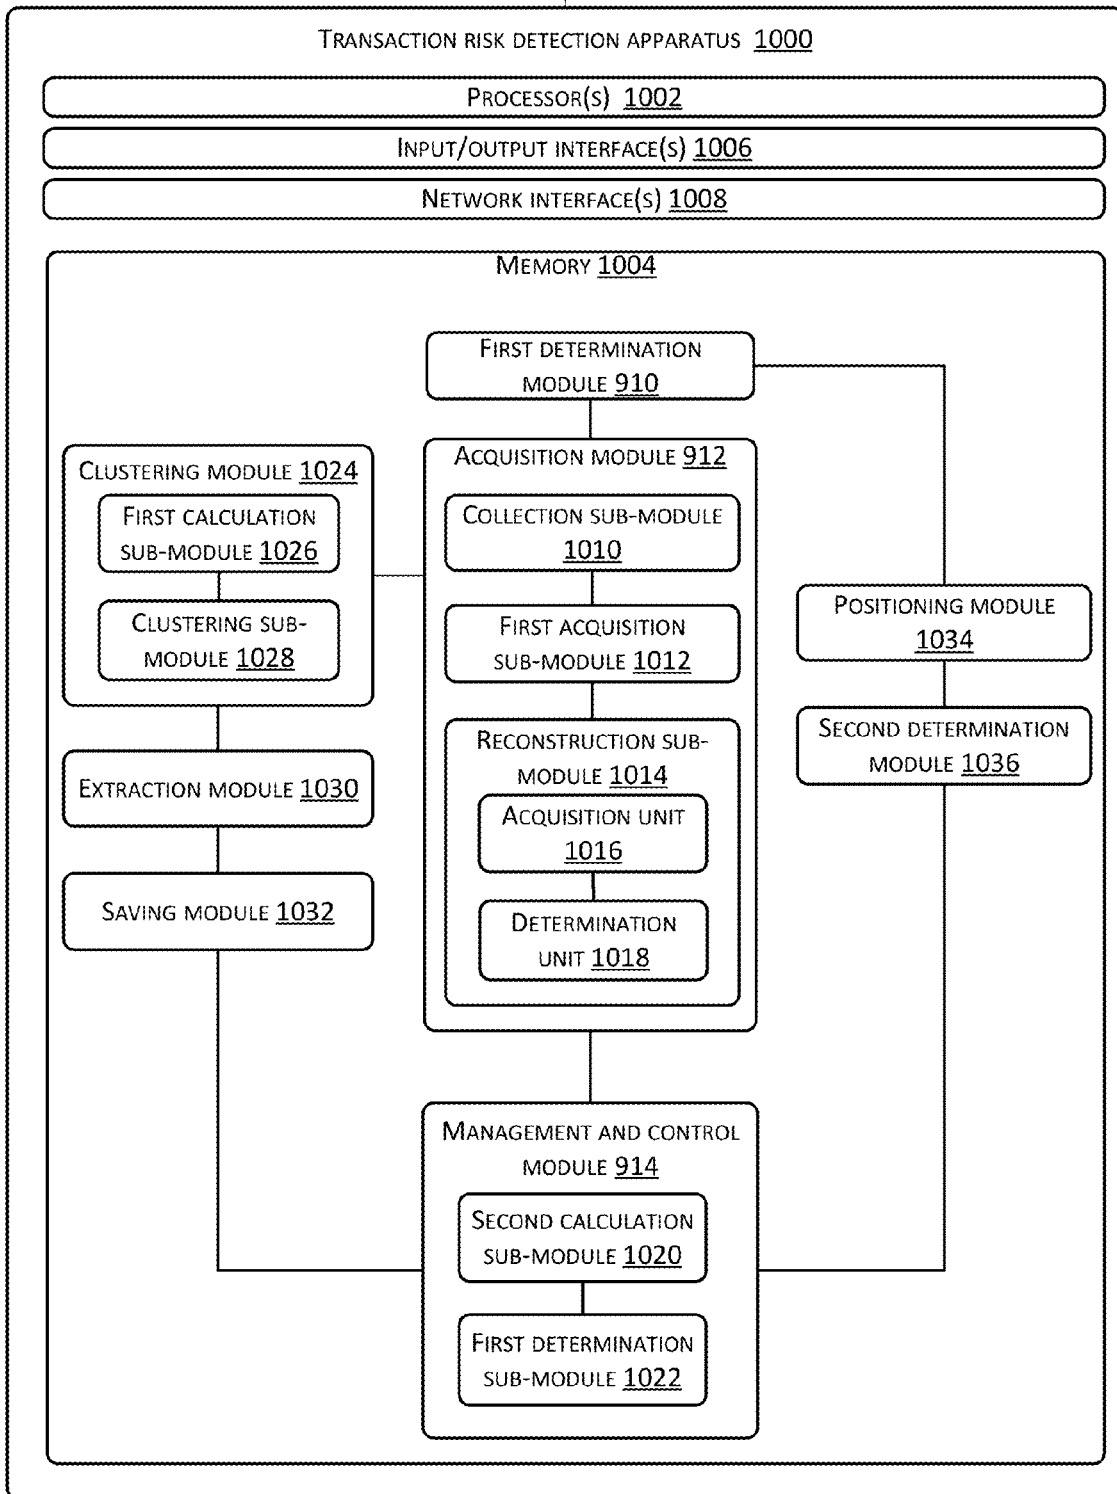 TRANSACTION RISK DETECTION APPARATUS 1000
PROCESSOR(S) 1002
INPUT/OUTPUT INTERFACE(S) 1006
NETWORK INTERFACE(S) 1008
MEMORY 1004
FIRST DETERMINATION
MODULE 910
CLUSTERING MODULE 1024
FIRST CALCULATION
SUB-MODULE 1026
CLUSTERING SUB-
MODULE 1028
EXTRACTION MODULE 1030
SAVING MODULE 1032
ACQUISITION MODULE 912
COLLECTION SUB-MODULE
1010
FIRST ACQUISITION
SUB-MODULE 1012
RECONSTRUCTION SUB-
MODULE 1014
ACQUISITION UNIT
1016
DETERMINATION
UNIT 1018
POSITIONING MODULE
1034
SECOND DETERMINATION
MODULE 1036
MANAGEMENT AND CONTROL
MODULE 914
SECOND CALCULATION
SUB-MODULE 1020
FIRST DETERMINATION
SUB-MODULE 1022